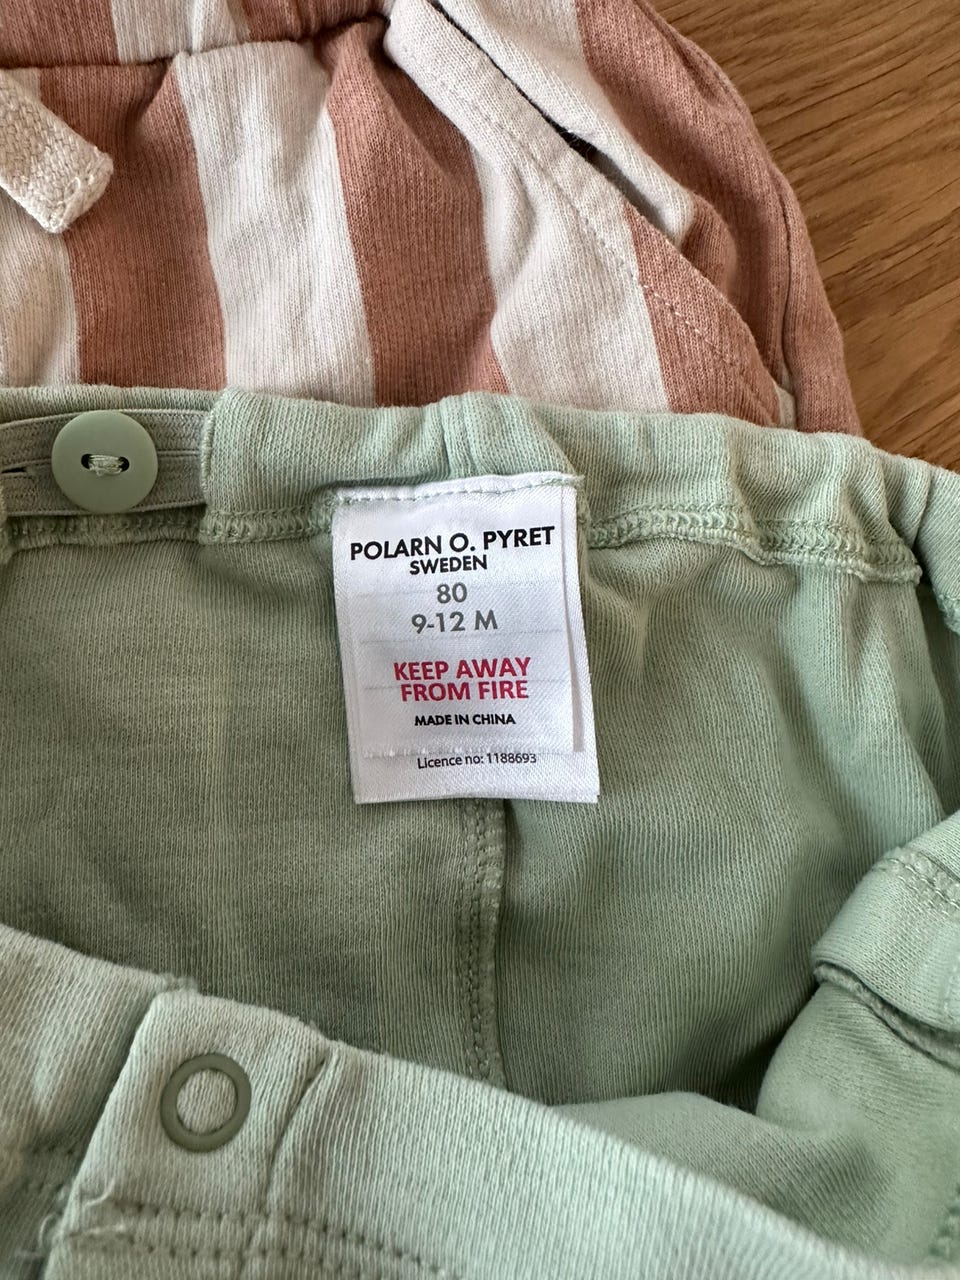 POLARN O. PYRET
SWEDEN
80
9-12 M
KEEP AWAY
FROM FIRE
MADE IN CHINA
Licence no: 1188693